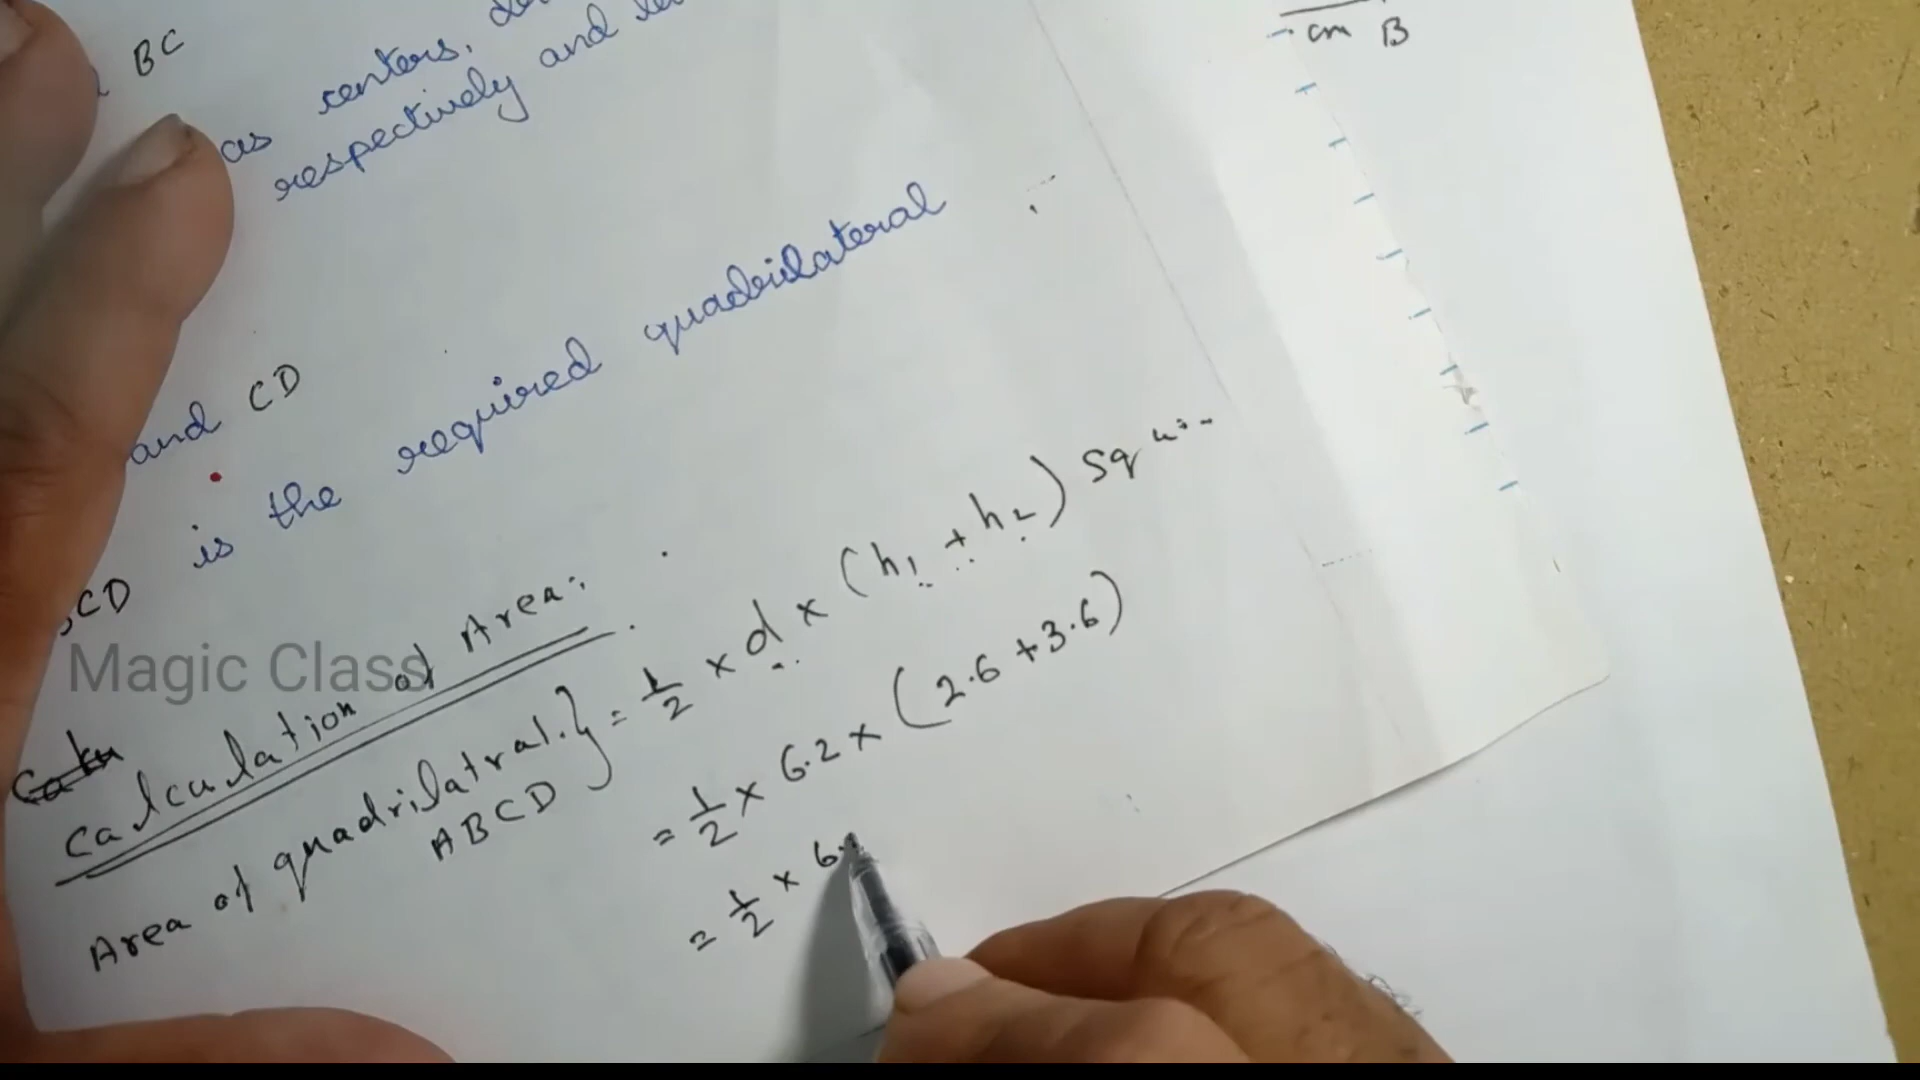 BC
as centers,
respectively and
and CD
CD is the required quadrilateral
cm B
Calculation of Area:
Area of quadrilatral.} = 1/2 × d × (h1 + h2) Sq
ABCD
= 1/2 × 6.2 × (2.6 + 3.6)
= 1/2 × 6.
Magic Class